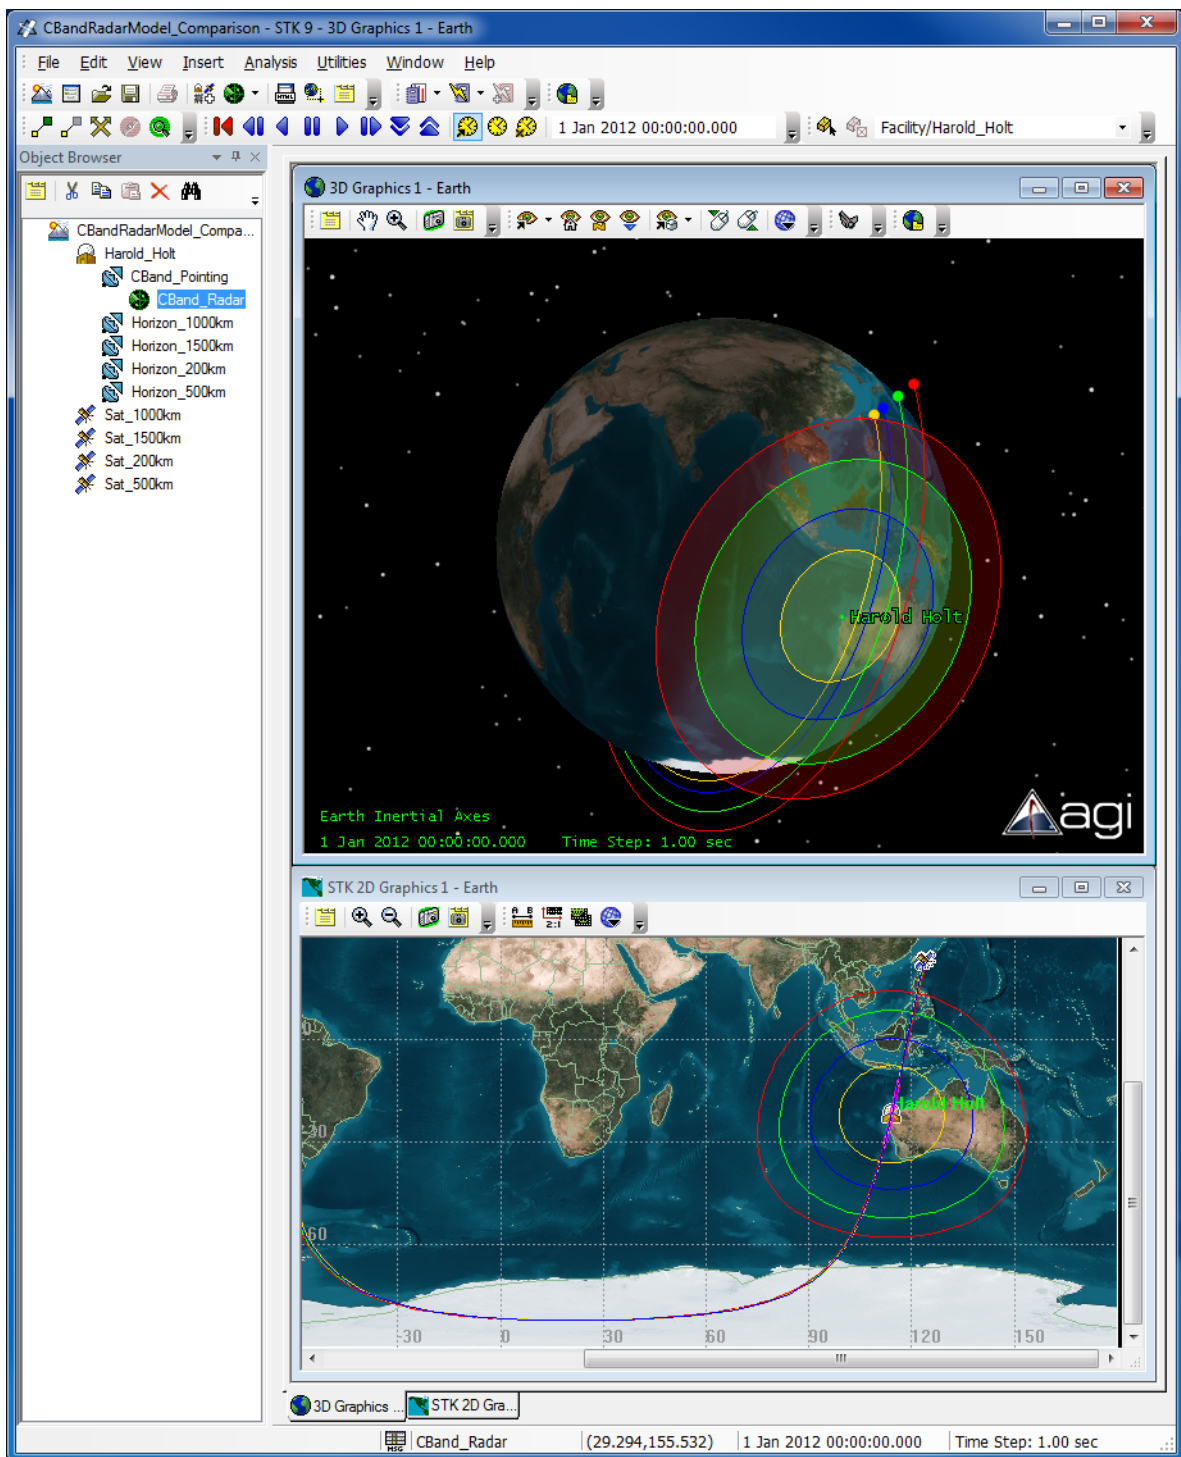 CBandRadarModel_Comparison - STK 9 - 3D Graphics 1 - Earth
File Edit View Insert Analysis Utilities Window Help
1 Jan 2012 00:00:00.000 Facility/Harold_Holt
Object Browser
CBandRadarModel_Compa...
Harold_Holt
CBand_Pointing
CBand_Radar
Horizon_1000km
Horizon_1500km
Horizon_200km
Horizon_500km
Sat_1000km
Sat_1500km
Sat_200km
Sat_500km
3D Graphics 1 - Earth
Harold Holt
Earth Inertial Axes
1 Jan 2012 00:00:00.000 Time Step: 1.00 sec
agi
STK 2D Graphics 1 - Earth
A B
2:1
0
Harold Holt
-30
-60
-30 0 30 60 90 120 150
3D Graphics ... STK 2D Gra...
MSG CBand_Radar (29.294,155.532) 1 Jan 2012 00:00:00.000 Time Step: 1.00 sec